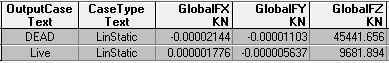 OutputCase CaseType GlobalFX GlobalFY GlobalFZ
Text Text KN KN KN
DEAD LinStatic -0.00002144 -0.00001103 45441.656
Live LinStatic 0.000001776 -0.000005637 9681.894